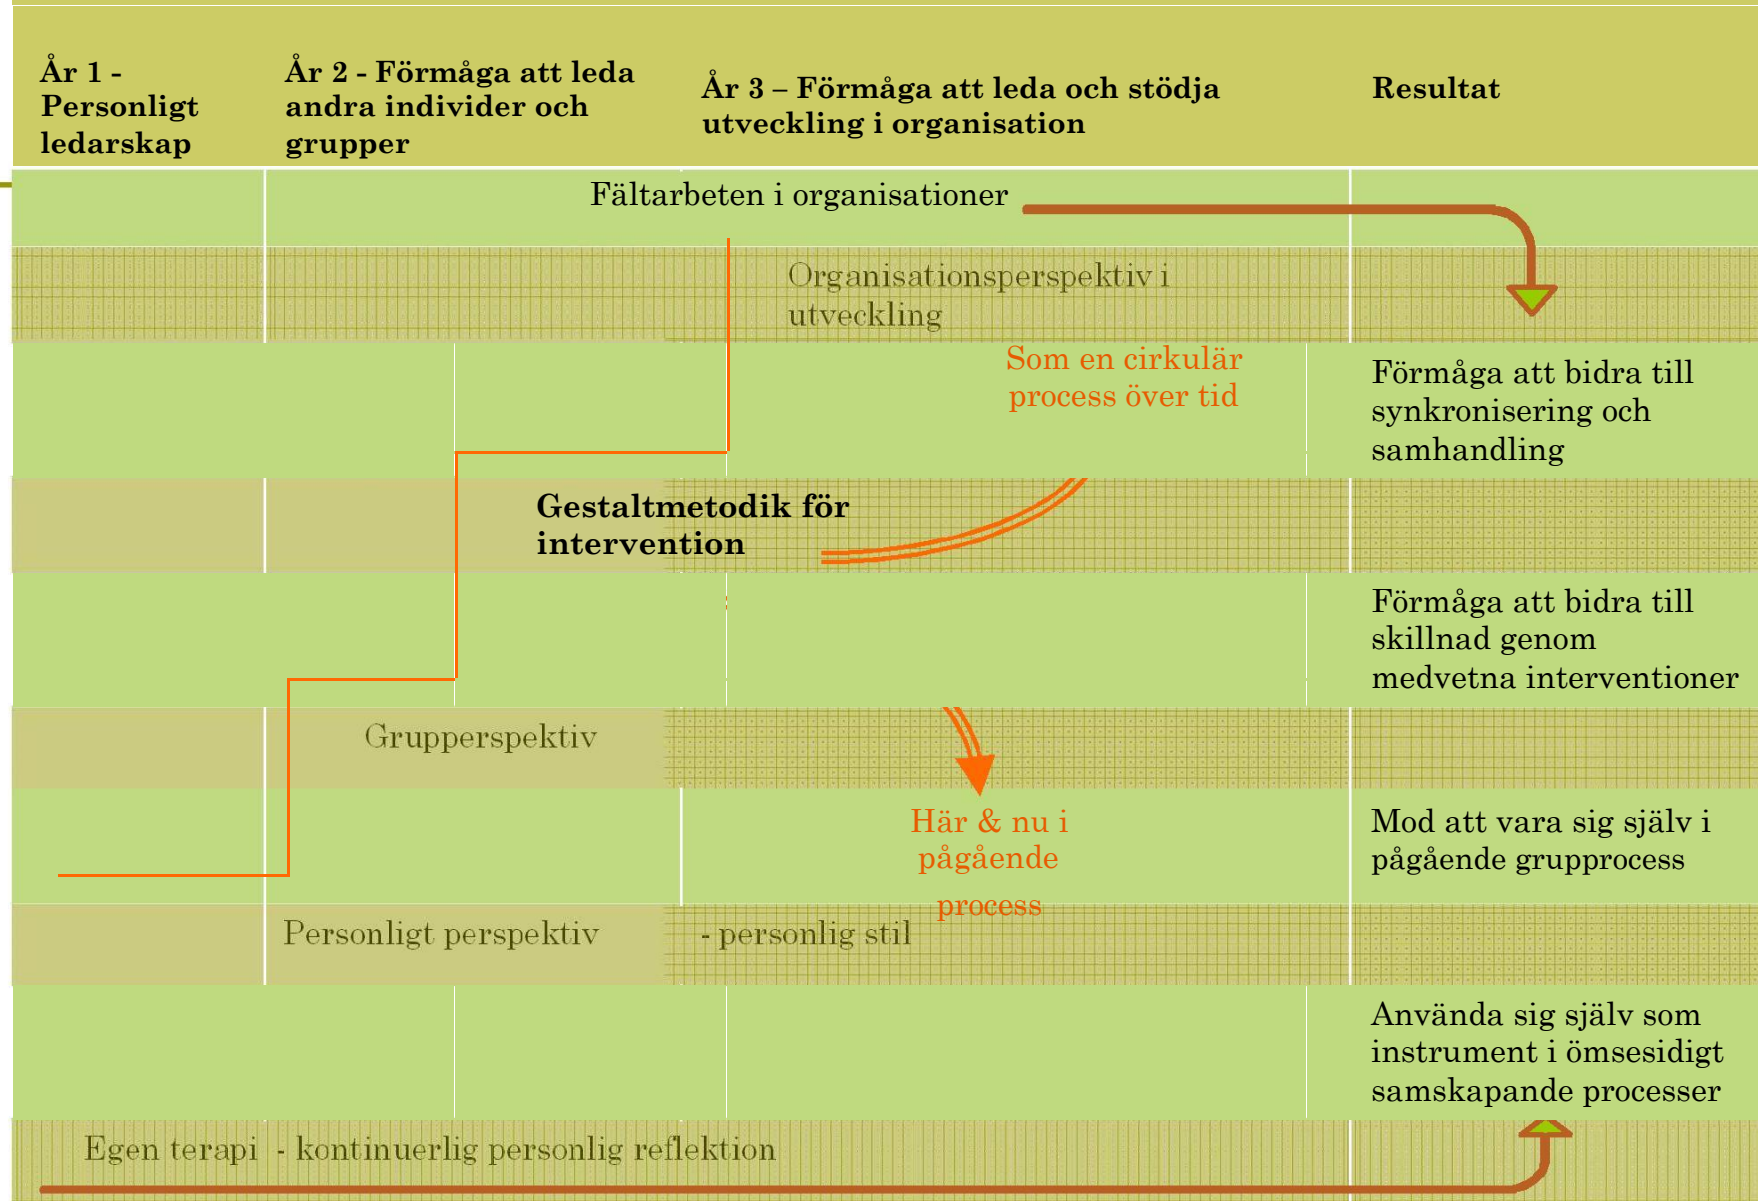 År 1 -
Personligt
ledarskap
År 2 - Förmåga att leda
andra individer och
grupper
År 3 – Förmåga att leda och stödja
utveckling i organisation
Resultat
Fältarbeten i organisationer
Organisationsperspektiv i
utveckling
Som en cirkulär
process över tid
Förmåga att bidra till
synkronisering och
samhandling
Gestaltmetodik för
intervention
Förmåga att bidra till
skillnad genom
medvetna interventioner
Grupperspektiv
Här & nu i
pågående
process
Mod att vara sig själv i
pågående grupprocess
Personligt perspektiv - personlig stil
Använda sig själv som
instrument i ömsesidigt
samskapande processer
Egen terapi - kontinuerlig personlig reflektion